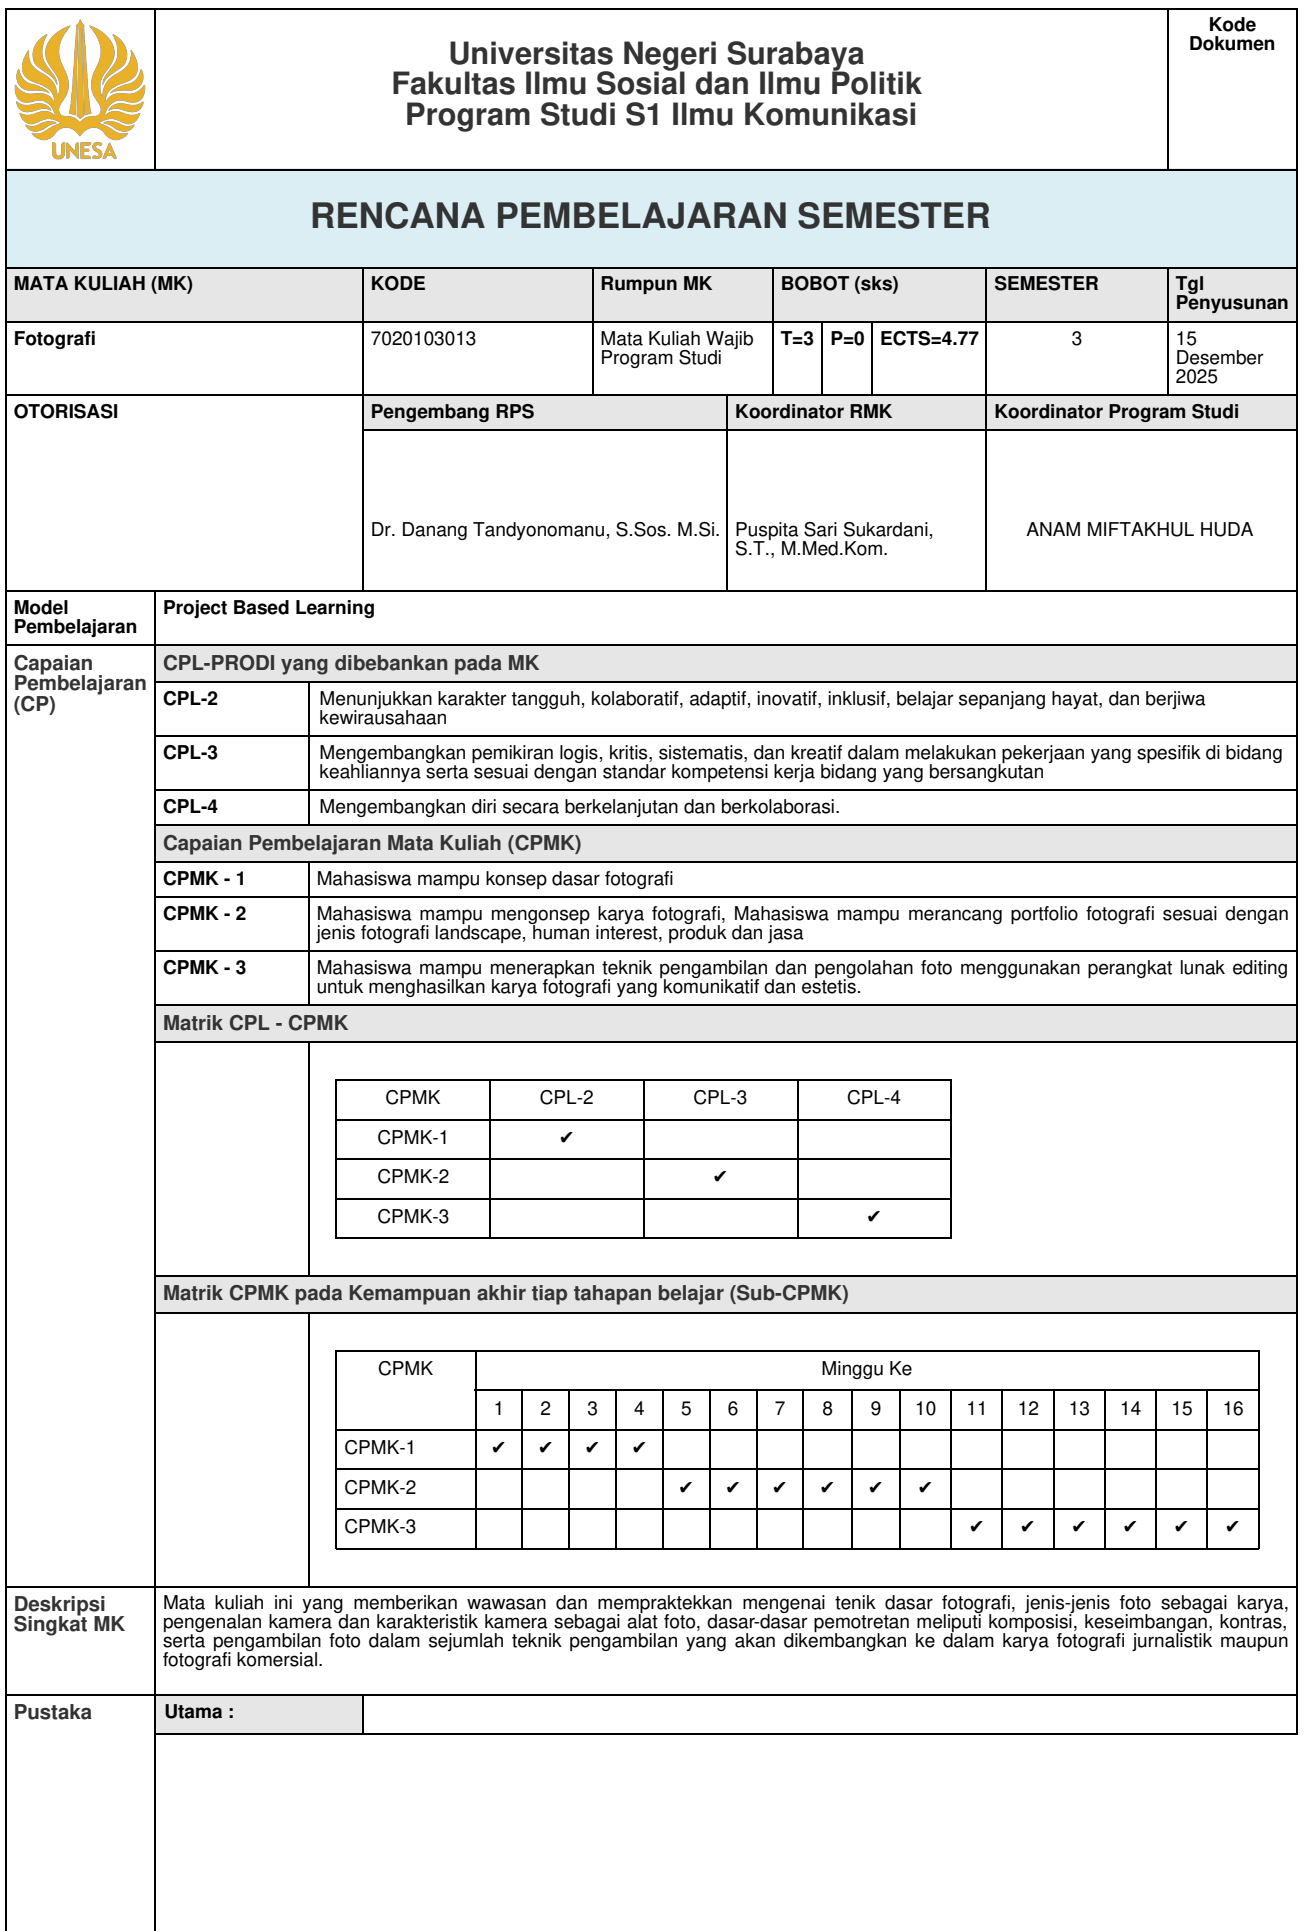 UNESA
Universitas Negeri Surabaya
Fakultas Ilmu Sosial dan Ilmu Politik
Program Studi S1 Ilmu Komunikasi
Kode
Dokumen
RENCANA PEMBELAJARAN SEMESTER
MATA KULIAH (MK) KODE Rumpun MK BOBOT (sks) SEMESTER Tgl
Penyusunan
Fotografi 7020103013 Mata Kuliah Wajib
Program Studi T=3 P=0 ECTS=4.77 3 15
Desember
2025
OTORISASI Pengembang RPS Koordinator RMK Koordinator Program Studi
Dr. Danang Tandyonomanu, S.Sos. M.Si. Puspita Sari Sukardani,
S.T., M.Med.Kom. ANAM MIFTAKHUL HUDA
Model
Pembelajaran
Project Based Learning
Capaian
Pembelajaran
(CP)
CPL-PRODI yang dibebankan pada MK
CPL-2 Menunjukkan karakter tangguh, kolaboratif, adaptif, inovatif, inklusif, belajar sepanjang hayat, dan berjiwa
kewirausahaan
CPL-3 Mengembangkan pemikiran logis, kritis, sistematis, dan kreatif dalam melakukan pekerjaan yang spesifik di bidang
keahliannya serta sesuai dengan standar kompetensi kerja bidang yang bersangkutan
CPL-4 Mengembangkan diri secara berkelanjutan dan berkolaborasi.
Capaian Pembelajaran Mata Kuliah (CPMK)
CPMK - 1 Mahasiswa mampu konsep dasar fotografi
CPMK - 2 Mahasiswa mampu mengonsep karya fotografi, Mahasiswa mampu merancang portfolio fotografi sesuai dengan
jenis fotografi landscape, human interest, produk dan jasa
CPMK - 3 Mahasiswa mampu menerapkan teknik pengambilan dan pengolahan foto menggunakan perangkat lunak editing
untuk menghasilkan karya fotografi yang komunikatif dan estetis.
Matrik CPL - CPMK
CPMK CPL-2 CPL-3 CPL-4
CPMK-1 ✔
CPMK-2 ✔
CPMK-3 ✔
Matrik CPMK pada Kemampuan akhir tiap tahapan belajar (Sub-CPMK)
CPMK Minggu Ke
1 2 3 4 5 6 7 8 9 10 11 12 13 14 15 16
CPMK-1 ✔ ✔ ✔ ✔
CPMK-2 ✔ ✔ ✔ ✔ ✔ ✔
CPMK-3 ✔ ✔ ✔ ✔ ✔ ✔
Deskripsi
Singkat MK
Mata kuliah ini yang memberikan wawasan dan mempraktekkan mengenai tenik dasar fotografi, jenis-jenis foto sebagai karya,
pengenalan kamera dan karakteristik kamera sebagai alat foto, dasar-dasar pemotretan meliputi komposisi, keseimbangan, kontras,
serta pengambilan foto dalam sejumlah teknik pengambilan yang akan dikembangkan ke dalam karya fotografi jurnalistik maupun
fotografi komersial.
Pustaka Utama :